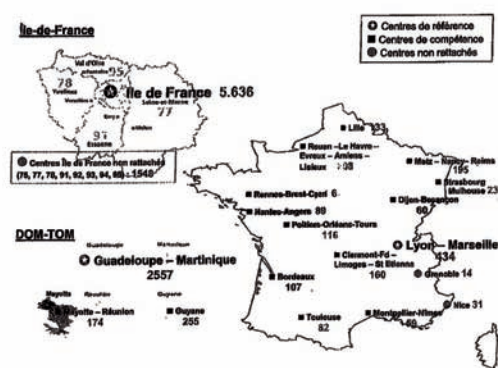 Île-de-France
Centres de référence
Centres de compétence
Centres non rattachés
Val d'Oise
95
78
Yvelines
Île de France 5.636
Seine-et-Marne
77
91
Essonne
Centres Île de France non rattachés
(75, 77, 78, 91, 92, 93, 94, 95) : 1548
Lille
Rouen – Le Havre –
Evreux – Amiens –
Lisieux
Metz – Nancy – Reims
195
Strasbourg
Mulhouse 23
Rennes-Brest-Caen 6
Dijon-Besançon
60
Nantes-Angers 89
Poitiers-Orléans-Tours
116
Lyon – Marseille
434
Clermont-Fd –
Limoges – St Etienne
160
Grenoble 14
Bordeaux
107
Nice 31
Toulouse
82
Montpellier-Nîmes
DOM-TOM
Guadeloupe
Martinique
Guadeloupe – Martinique
2557
Mayotte
Réunion
Guyane
Mayotte – Réunion
174
Guyane
255